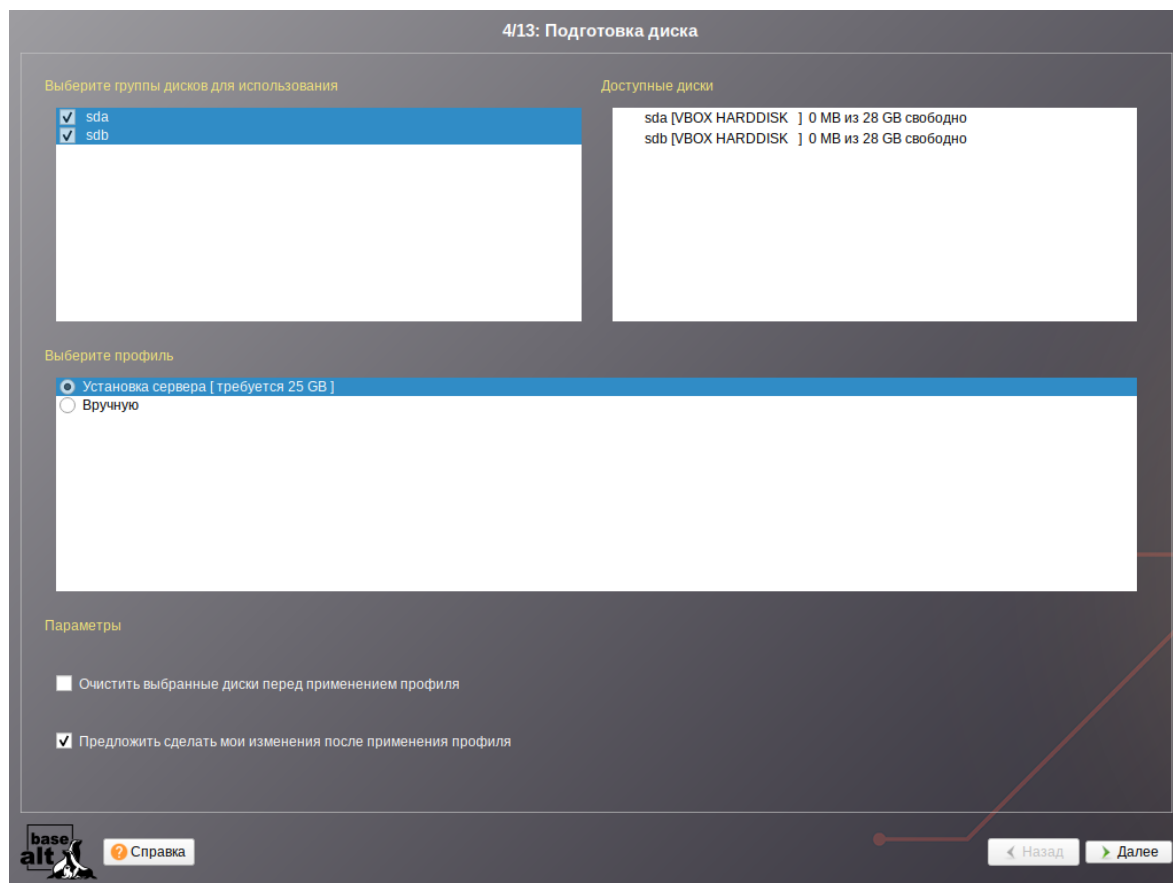 4/13: Подготовка диска
Выберите группы дисков для использования
Доступные диски
sda
sdb
sda [VBOX HARDDISK ] 0 MB из 28 GB свободно
sdb [VBOX HARDDISK ] 0 MB из 28 GB свободно
Выберите профиль
Установка сервера [ требуется 25 GB ]
Вручную
Параметры
Очистить выбранные диски перед применением профиля
Предложить сделать мои изменения после применения профиля
base
alt
Справка
Назад
Далее